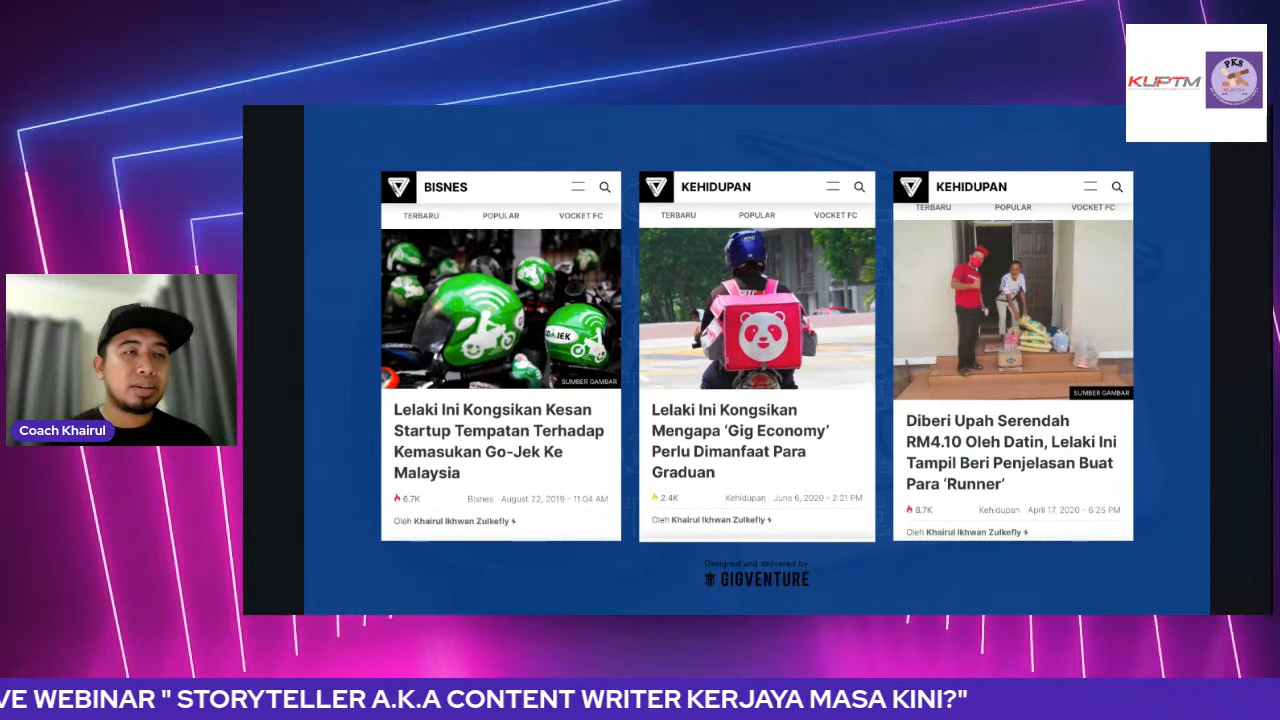 KUPTM
PKS
BISNES
TERBARU POPULAR VOCKET FC
SUMBER GAMBAR
Lelaki Ini Kongsikan Kesan
Startup Tempatan Terhadap
Kemasukan Go-Jek Ke
Malaysia
6.7K Bisnes August 22, 2019 - 11:04 AM
Oleh Khairul Ikhwan Zulkefly
KEHIDUPAN
TERBARU POPULAR VOCKET FC
Lelaki Ini Kongsikan
Mengapa ‘Gig Economy’
Perlu Dimanfaat Para
Graduan
2.4K Kehidupan June 6, 2020 - 2:21 PM
Oleh Khairul Ikhwan Zulkefly
KEHIDUPAN
TERBARU POPULAR VOCKET FC
SUMBER GAMBAR
Diberi Upah Serendah
RM4.10 Oleh Datin, Lelaki Ini
Tampil Beri Penjelasan Buat
Para ‘Runner’
8.7K Kehidupan April 17, 2020 - 6:25 PM
Oleh Khairul Ikhwan Zulkefly
Designed and delivered by
GIGVENTURE
Coach Khairul
VE WEBINAR " STORYTELLER A.K.A CONTENT WRITER KERJAYA MASA KINI?"